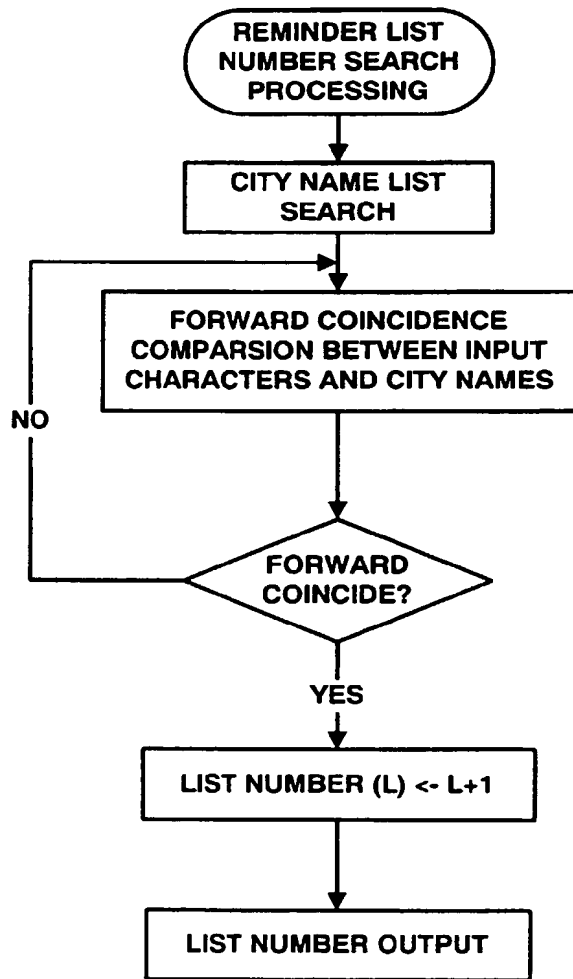 REMINDER LIST
NUMBER SEARCH
PROCESSING
CITY NAME LIST
SEARCH
FORWARD COINCIDENCE
COMPARSION BETWEEN INPUT
CHARACTERS AND CITY NAMES
NO
FORWARD
COINCIDE?
YES
LIST NUMBER (L) <- L+1
LIST NUMBER OUTPUT